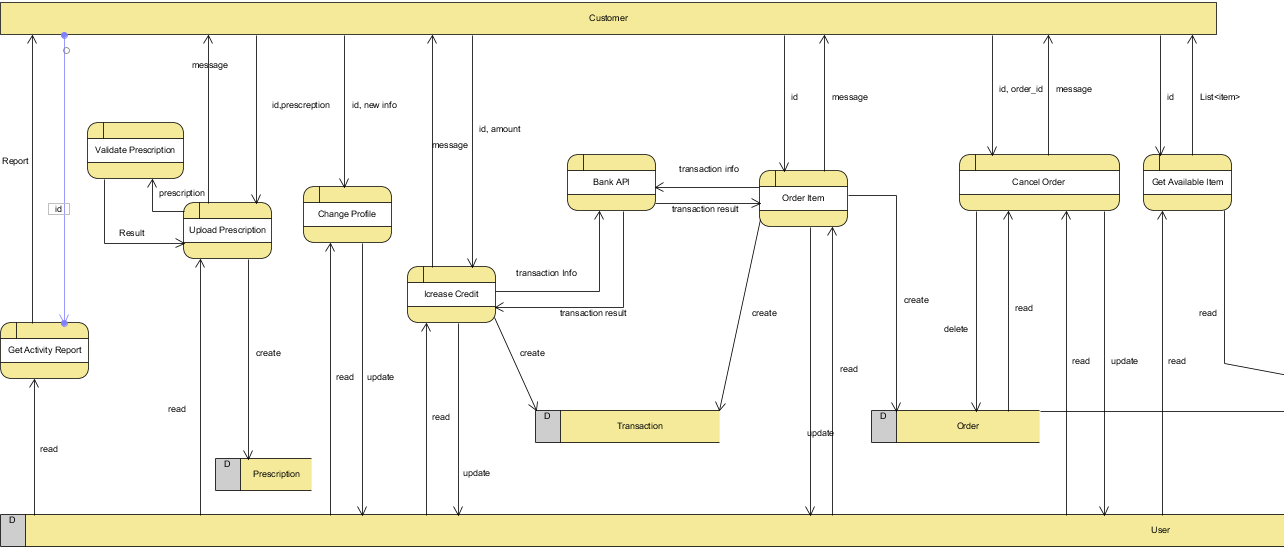 Customer
message
id,prescreption
id, new info
id, amount
message
id
message
id, order_id
message
id
List<item>
Validate Prescription
Report
prescription
id
Result
Upload Prescription
Change Profile
Bank API
transaction info
transaction result
Order Item
Cancel Order
Get Available Item
transaction Info
Icrease Credit
transaction result
create
create
create
delete
read
read
Get Activity Report
create
read
update
read
read
update
read
read
read
update
update
read
D
Transaction
D
Order
D
Prescription
D
User